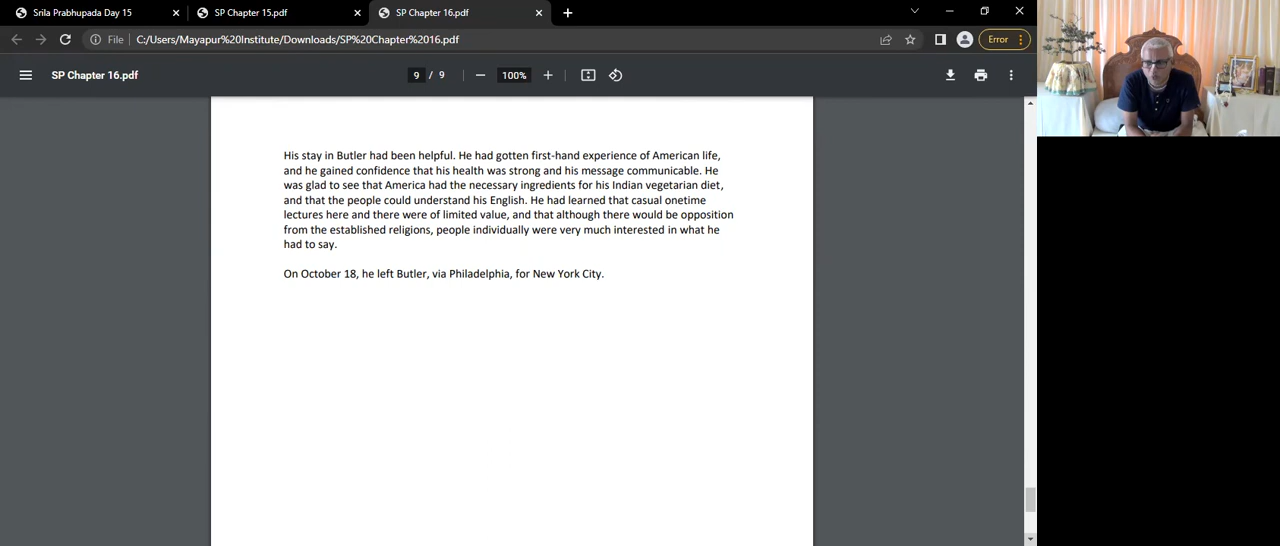 Srila Prabhupada Day 15
SP Chapter 15.pdf
SP Chapter 16.pdf
File
C:/Users/Mayapur%20Institute/Downloads/SP%20Chapter%2016.pdf
Error
SP Chapter 16.pdf
9 / 9
100%
His stay in Butler had been helpful. He had gotten first-hand experience of American life,
and he gained confidence that his health was strong and his message communicable. He
was glad to see that America had the necessary ingredients for his Indian vegetarian diet,
and that the people could understand his English. He had learned that casual onetime
lectures here and there were of limited value, and that although there would be opposition
from the established religions, people individually were very much interested in what he
had to say.
On October 18, he left Butler, via Philadelphia, for New York City.